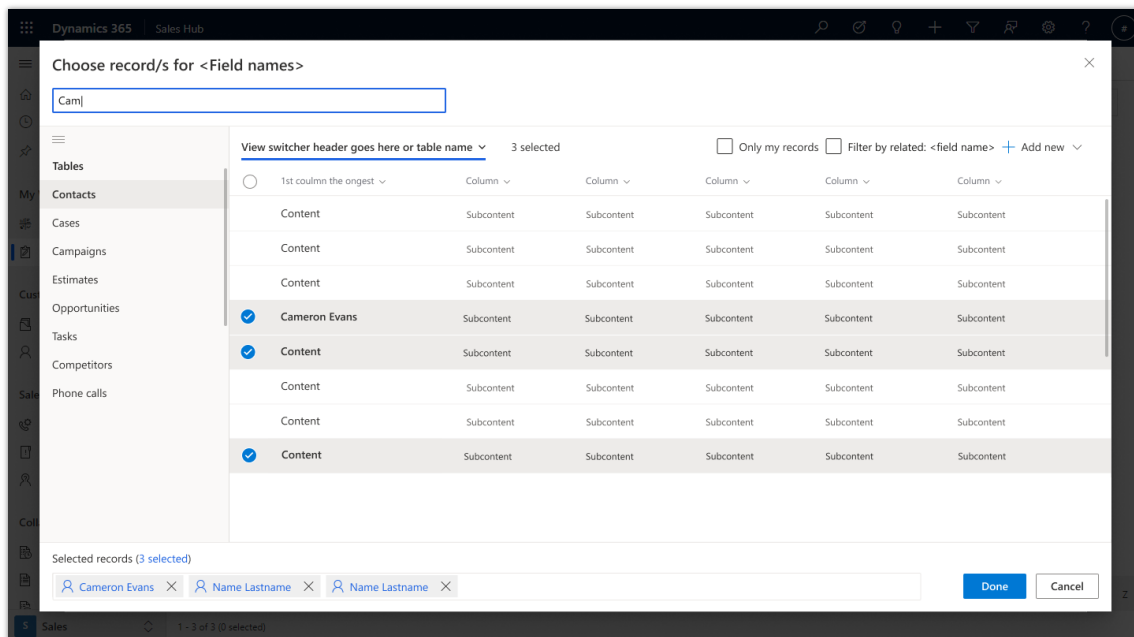 Dynamics 365 Sales Hub ? #
Choose record/s for <Field names>
Cam
Tables
Contacts
Cases
Campaigns
Estimates
Opportunities
Tasks
Competitors
Phone calls
View switcher header goes here or table name 3 selected Only my records Filter by related: <field name> Add new
1st coulmn the ongest Column Column Column Column Column
Content Subcontent Subcontent Subcontent Subcontent Subcontent
Content Subcontent Subcontent Subcontent Subcontent Subcontent
Content Subcontent Subcontent Subcontent Subcontent Subcontent
Cameron Evans Subcontent Subcontent Subcontent Subcontent Subcontent
Content Subcontent Subcontent Subcontent Subcontent Subcontent
Content Subcontent Subcontent Subcontent Subcontent Subcontent
Content Subcontent Subcontent Subcontent Subcontent Subcontent
Content Subcontent Subcontent Subcontent Subcontent Subcontent
My
Cust
Sale
Coll
Selected records (3 selected)
Cameron Evans Name Lastname Name Lastname
Done Cancel
Z
S Sales 1 - 3 of 3 (0 selected)